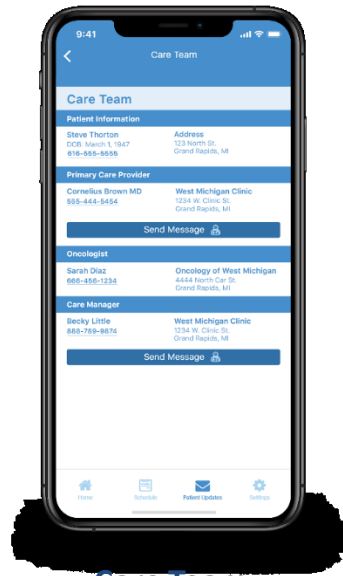 9:41
Care Team
Care Team
Patient Information
Steve Thorton
Address
DOB: March 1, 1947
123 North St.
616-555-5555
Grand Rapids, MI
Primary Care Provider
Cornelius Brown MD
West Michigan Clinic
555-444-5454
1234 W. Clinic St.
Grand Rapids, MI
Send Message
Oncologist
Sarah Diaz
Oncology of West Michigan
666-456-1234
4444 North Car St.
Grand Rapids, MI
Care Manager
Becky Little
West Michigan Clinic
888-789-9874
1234 W. Clinic St.
Grand Rapids, MI
Send Message
Home
Schedule
Patient Updates
Settings